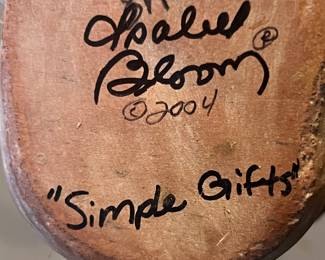 Isabel
Bloom ®
©2004
"Simple Gifts"